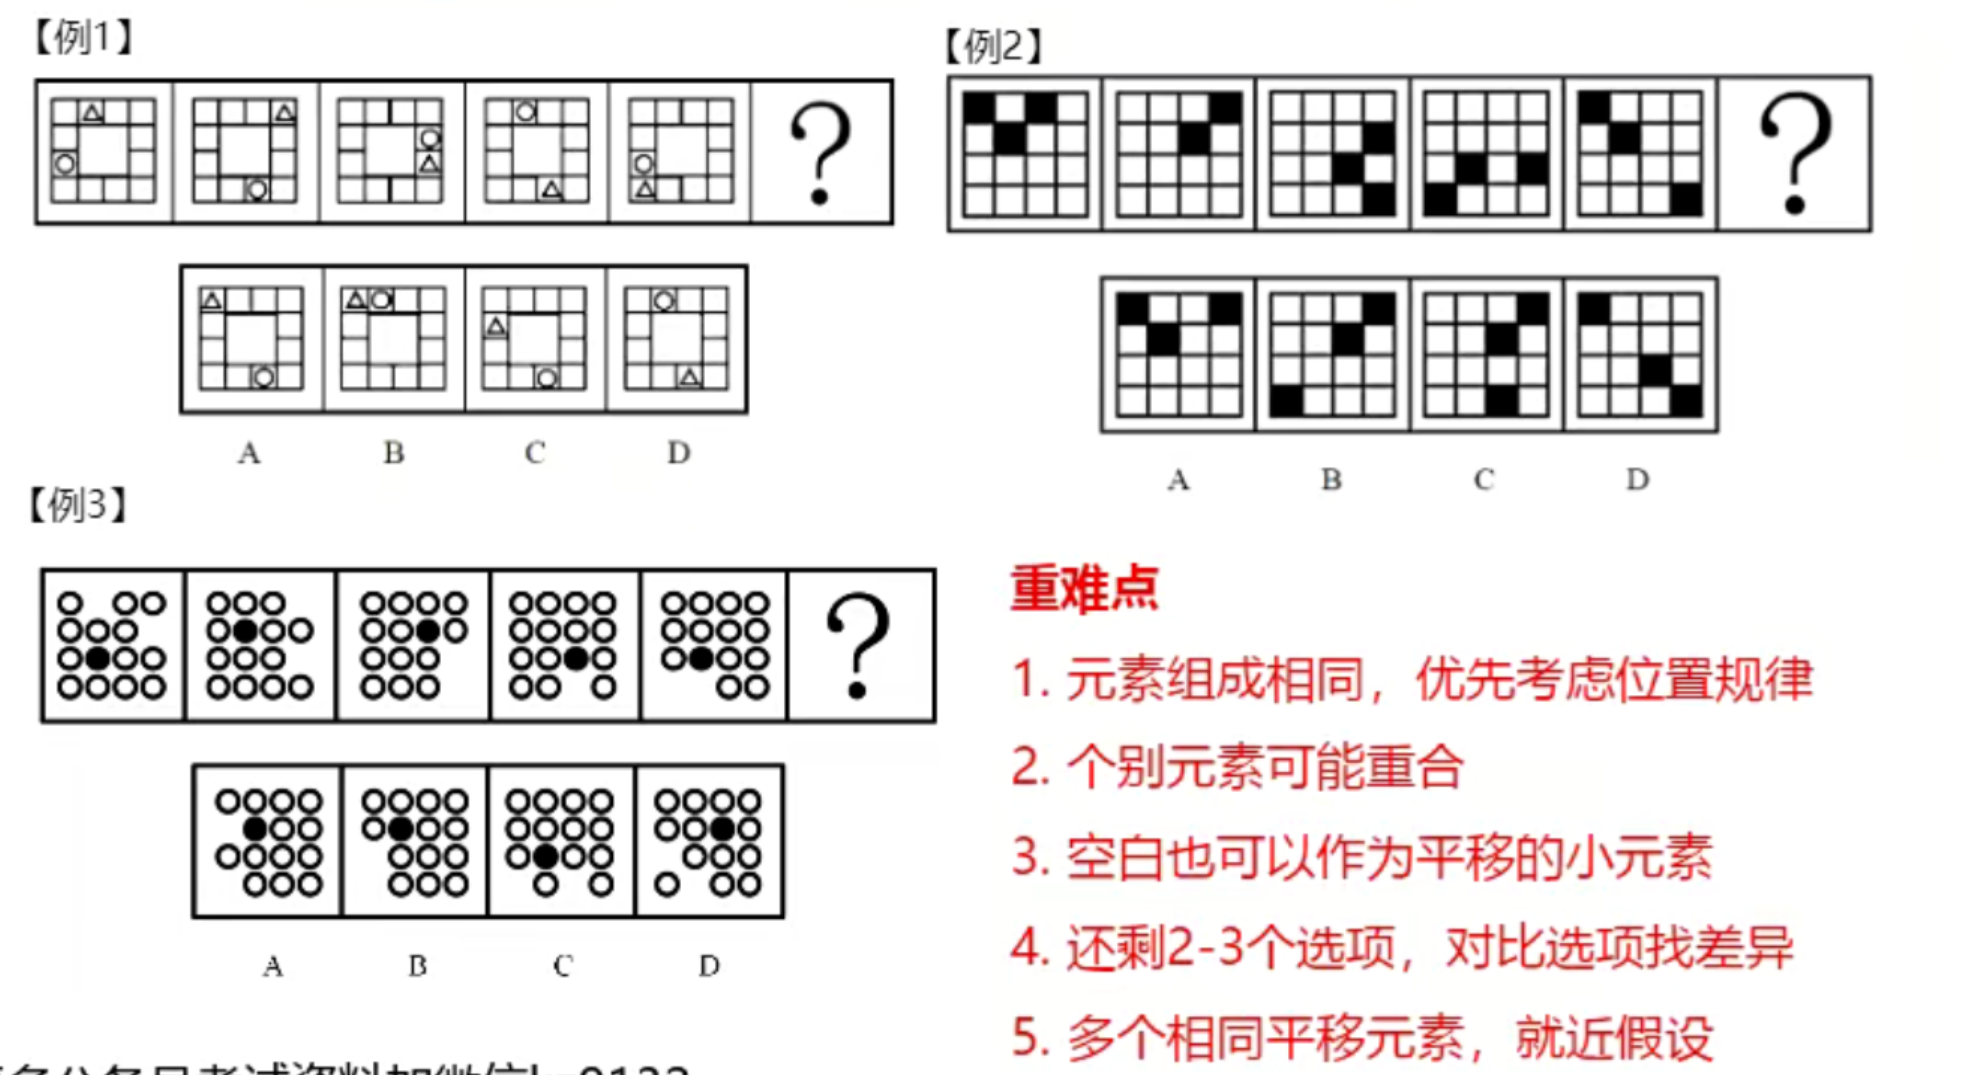 【例1】
【例2】
?
?
A B C D
A B C D
【例3】
?
A B C D
重难点
1. 元素组成相同，优先考虑位置规律
2. 个别元素可能重合
3. 空白也可以作为平移的小元素
4. 还剩2-3个选项，对比选项找差异
5. 多个相同平移元素，就近假设